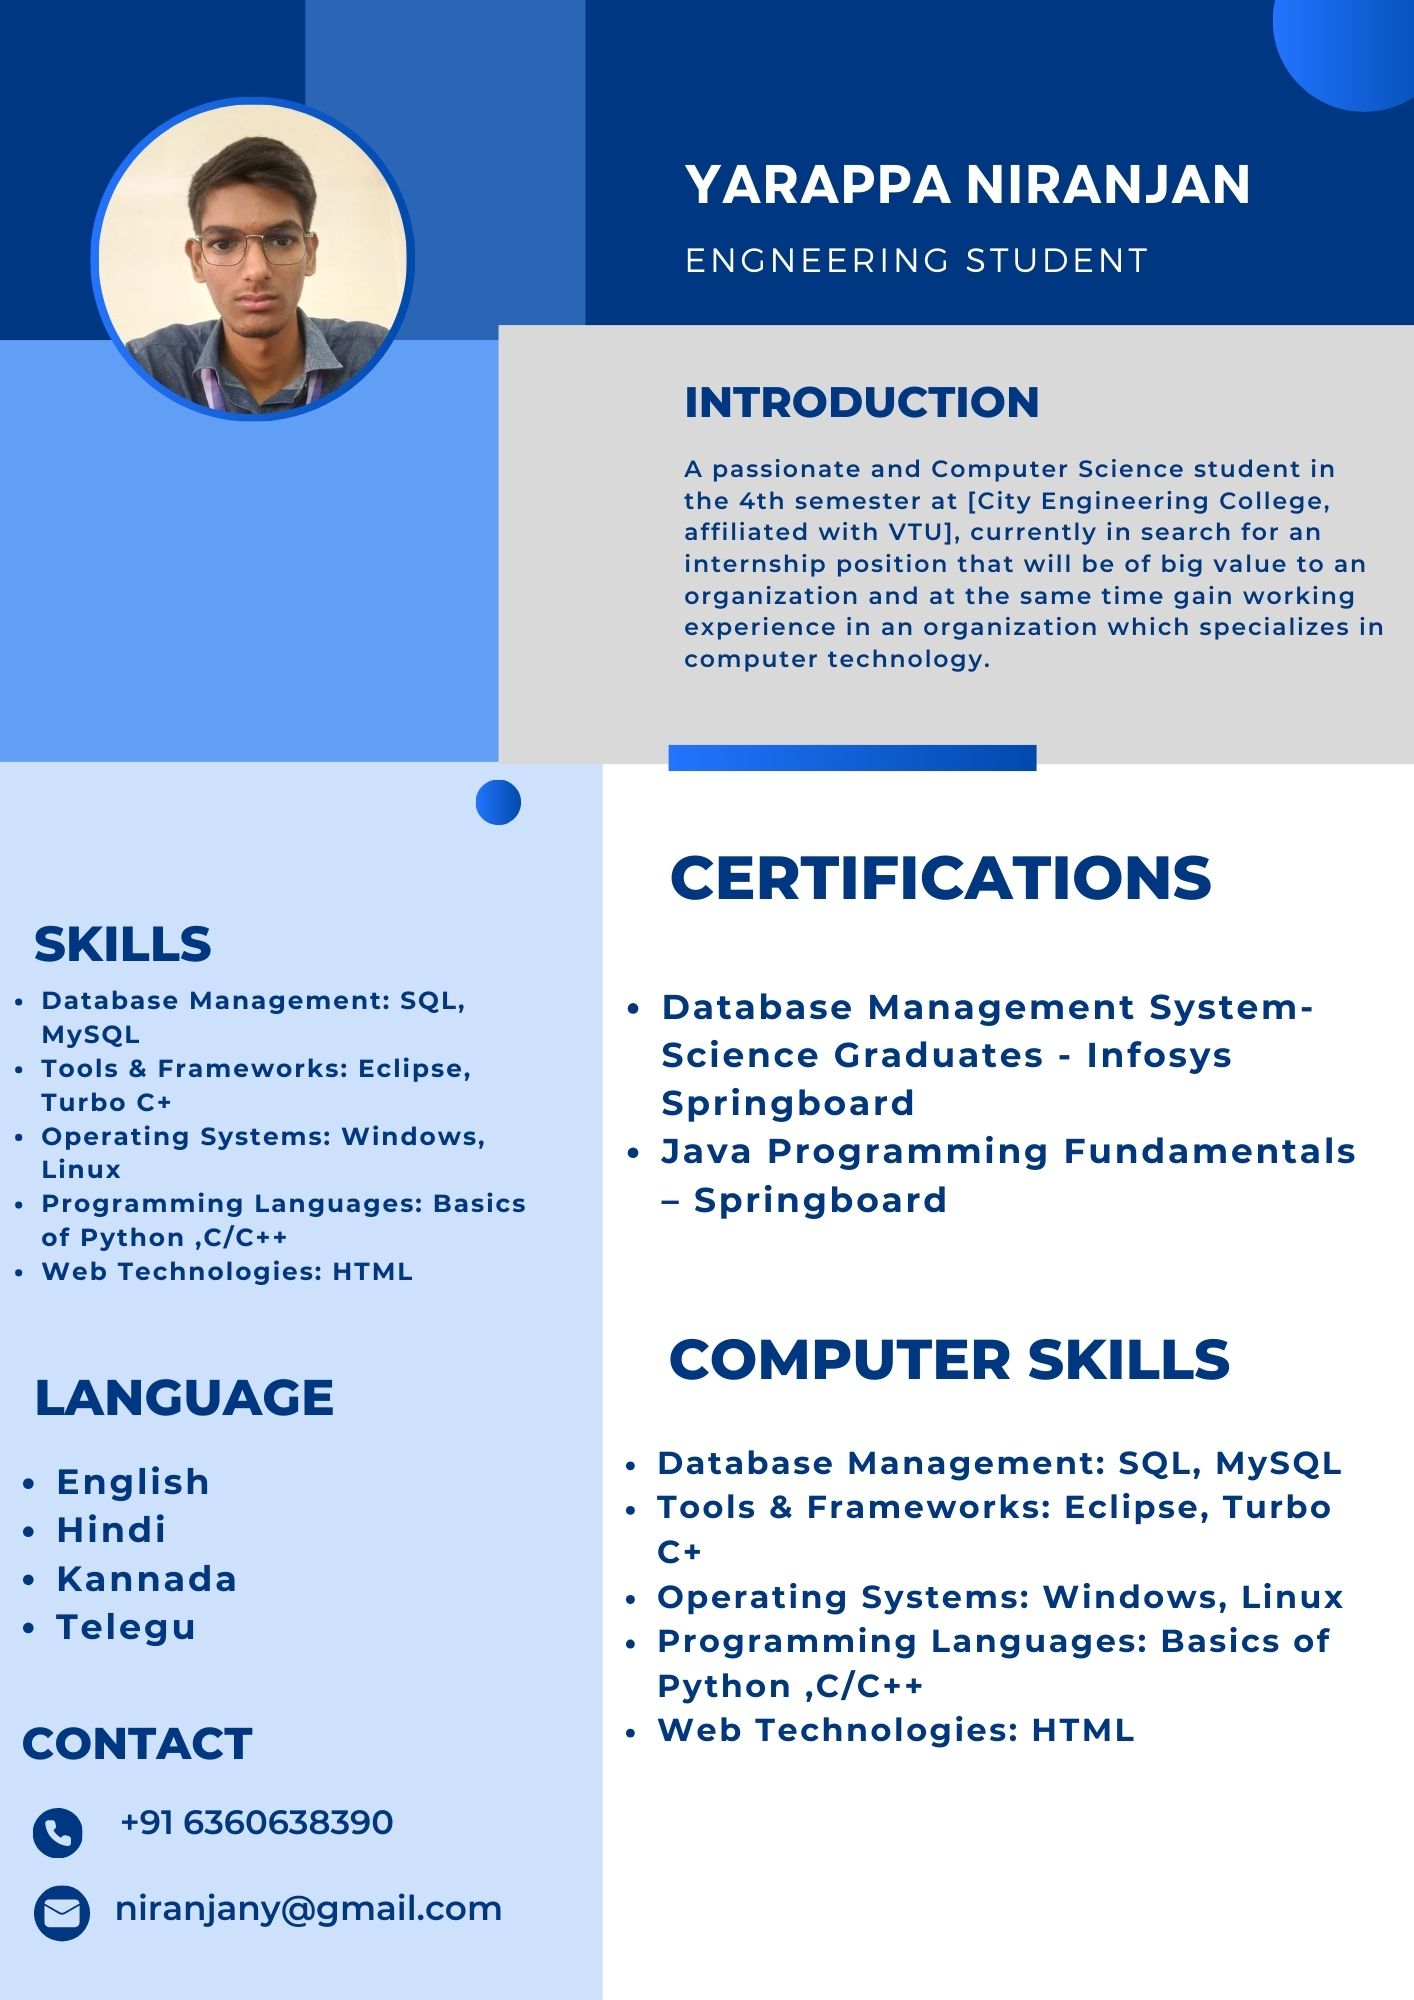 YARAPPA NIRANJAN
ENGNEERING STUDENT
INTRODUCTION
A passionate and Computer Science student in
the 4th semester at [City Engineering College,
affiliated with VTU], currently in search for an
internship position that will be of big value to an
organization and at the same time gain working
experience in an organization which specializes in
computer technology.
SKILLS
• Database Management: SQL,
MySQL
• Tools & Frameworks: Eclipse,
Turbo C+
• Operating Systems: Windows,
Linux
• Programming Languages: Basics
of Python ,C/C++
• Web Technologies: HTML
LANGUAGE
• English
• Hindi
• Kannada
• Telegu
CONTACT
+91 6360638390
niranjany@gmail.com
CERTIFICATIONS
• Database Management System-
Science Graduates - Infosys
Springboard
• Java Programming Fundamentals
– Springboard
COMPUTER SKILLS
• Database Management: SQL, MySQL
• Tools & Frameworks: Eclipse, Turbo
C+
• Operating Systems: Windows, Linux
• Programming Languages: Basics of
Python ,C/C++
• Web Technologies: HTML